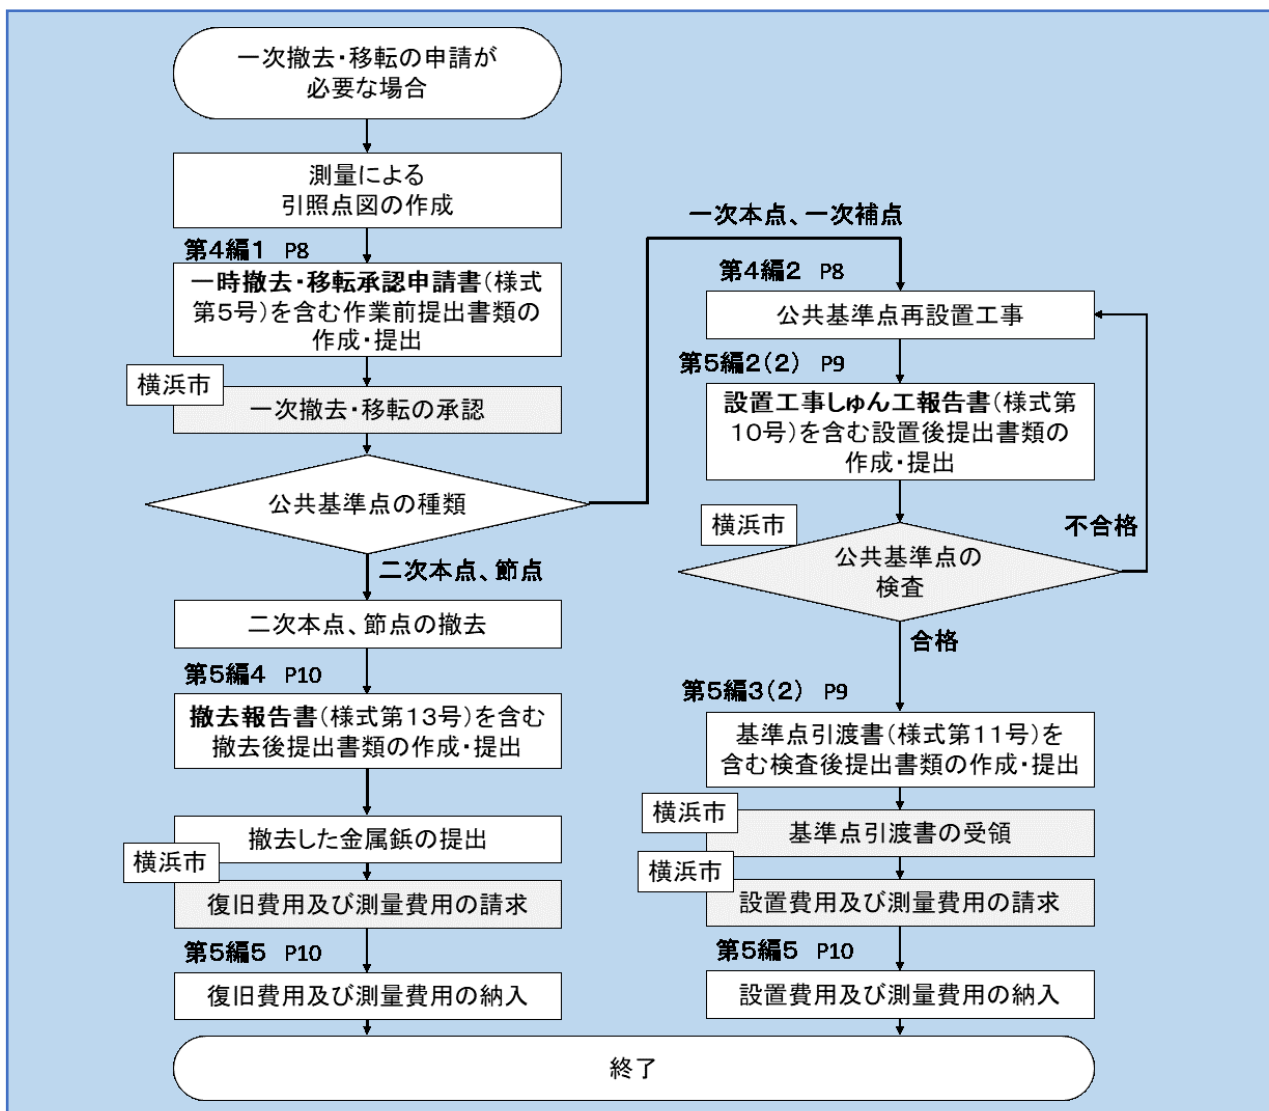 一次撤去・移転の申請が
必要な場合
測量による
引照点図の作成
第4編1 P8
一時撤去・移転承認申請書(様式
第5号)を含む作業前提出書類の
作成・提出
横浜市
一次撤去・移転の承認
公共基準点の種類
二次本点、節点
二次本点、節点の撤去
第5編4 P10
撤去報告書(様式第13号)を含む
撤去後提出書類の作成・提出
撤去した金属鋲の提出
横浜市
復旧費用及び測量費用の請求
第5編5 P10
復旧費用及び測量費用の納入
一次本点、一次補点
第4編2 P8
公共基準点再設置工事
第5編2(2) P9
設置工事しゅん工報告書(様式第
10号)を含む設置後提出書類の
作成・提出
横浜市
不合格
公共基準点の
検査
合格
第5編3(2) P9
基準点引渡書(様式第11号)を
含む検査後提出書類の作成・提出
横浜市
基準点引渡書の受領
横浜市
設置費用及び測量費用の請求
第5編5 P10
設置費用及び測量費用の納入
終了